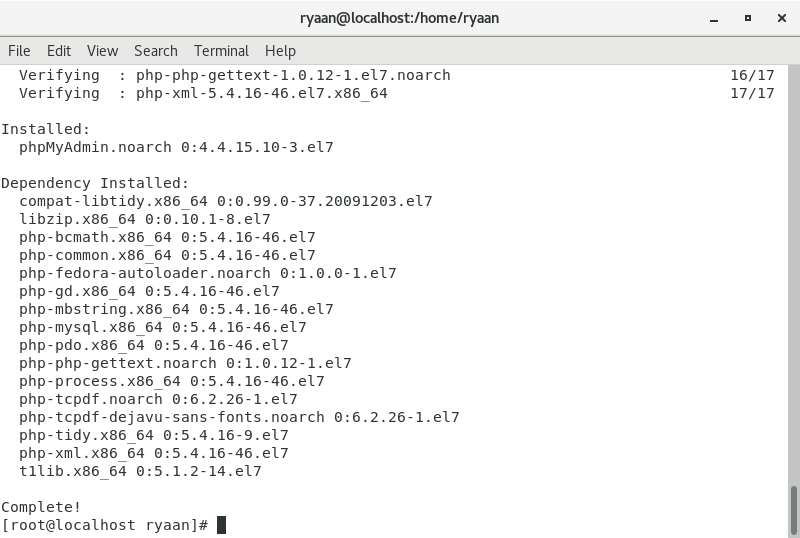 ryaan@localhost:/home/ryaan
File Edit View Search Terminal Help
  Verifying  : php-php-gettext-1.0.12-1.el7.noarch                               16/17
  Verifying  : php-xml-5.4.16-46.el7.x86_64                                      17/17

Installed:
  phpMyAdmin.noarch 0:4.4.15.10-3.el7

Dependency Installed:
  compat-libtidy.x86_64 0:0.99.0-37.20091203.el7
  libzip.x86_64 0:0.10.1-8.el7
  php-bcmath.x86_64 0:5.4.16-46.el7
  php-common.x86_64 0:5.4.16-46.el7
  php-fedora-autoloader.noarch 0:1.0.0-1.el7
  php-gd.x86_64 0:5.4.16-46.el7
  php-mbstring.x86_64 0:5.4.16-46.el7
  php-mysql.x86_64 0:5.4.16-46.el7
  php-pdo.x86_64 0:5.4.16-46.el7
  php-php-gettext.noarch 0:1.0.12-1.el7
  php-process.x86_64 0:5.4.16-46.el7
  php-tcpdf.noarch 0:6.2.26-1.el7
  php-tcpdf-dejavu-sans-fonts.noarch 0:6.2.26-1.el7
  php-tidy.x86_64 0:5.4.16-9.el7
  php-xml.x86_64 0:5.4.16-46.el7
  t1lib.x86_64 0:5.1.2-14.el7

Complete!
[root@localhost ryaan]#